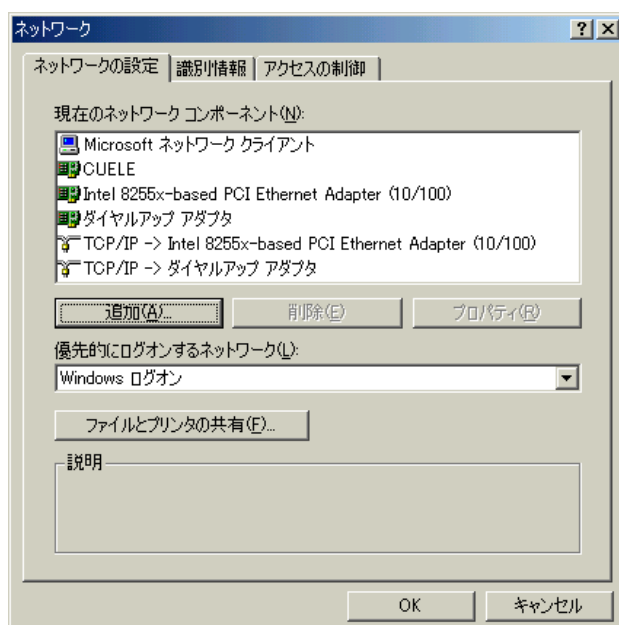 ネットワーク
ネットワークの設定 識別情報 アクセスの制御
現在のネットワーク コンポーネント(N):
Microsoft ネットワーク クライアント
CUELE
Intel 8255x-based PCI Ethernet Adapter (10/100)
ダイヤルアップ アダプタ
TCP/IP -> Intel 8255x-based PCI Ethernet Adapter (10/100)
TCP/IP -> ダイヤルアップ アダプタ
追加(A)... 削除(E) プロパティ(R)
優先的にログオンするネットワーク(L):
Windows ログオン
ファイルとプリンタの共有(F)...
説明
OK キャンセル